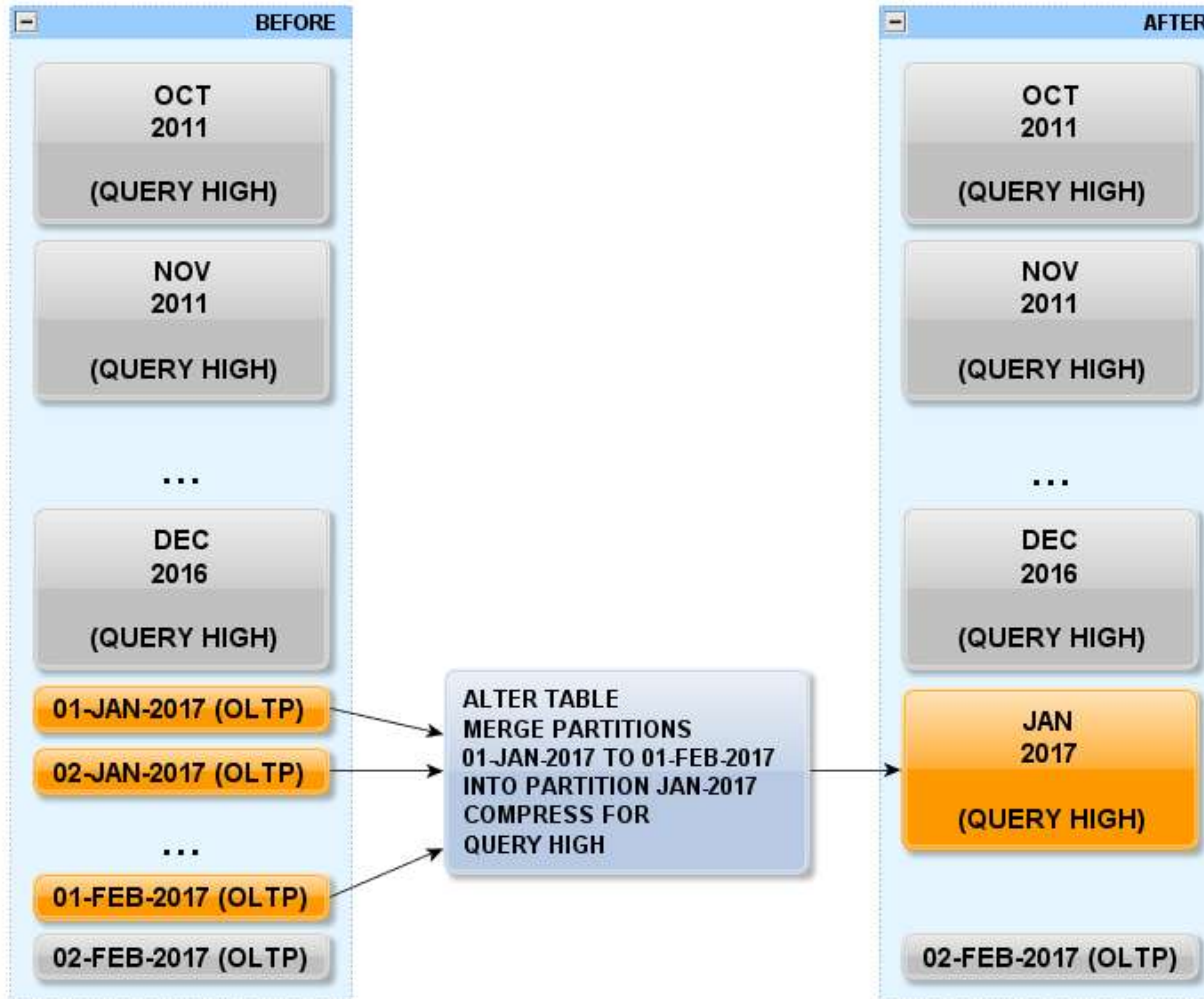 BEFORE
OCT
2011
(QUERY HIGH)
NOV
2011
(QUERY HIGH)
...
DEC
2016
(QUERY HIGH)
01-JAN-2017 (OLTP)
02-JAN-2017 (OLTP)
...
01-FEB-2017 (OLTP)
02-FEB-2017 (OLTP)
ALTER TABLE
MERGE PARTITIONS
01-JAN-2017 TO 01-FEB-2017
INTO PARTITION JAN-2017
COMPRESS FOR
QUERY HIGH
AFTER
OCT
2011
(QUERY HIGH)
NOV
2011
(QUERY HIGH)
...
DEC
2016
(QUERY HIGH)
JAN
2017
(QUERY HIGH)
02-FEB-2017 (OLTP)